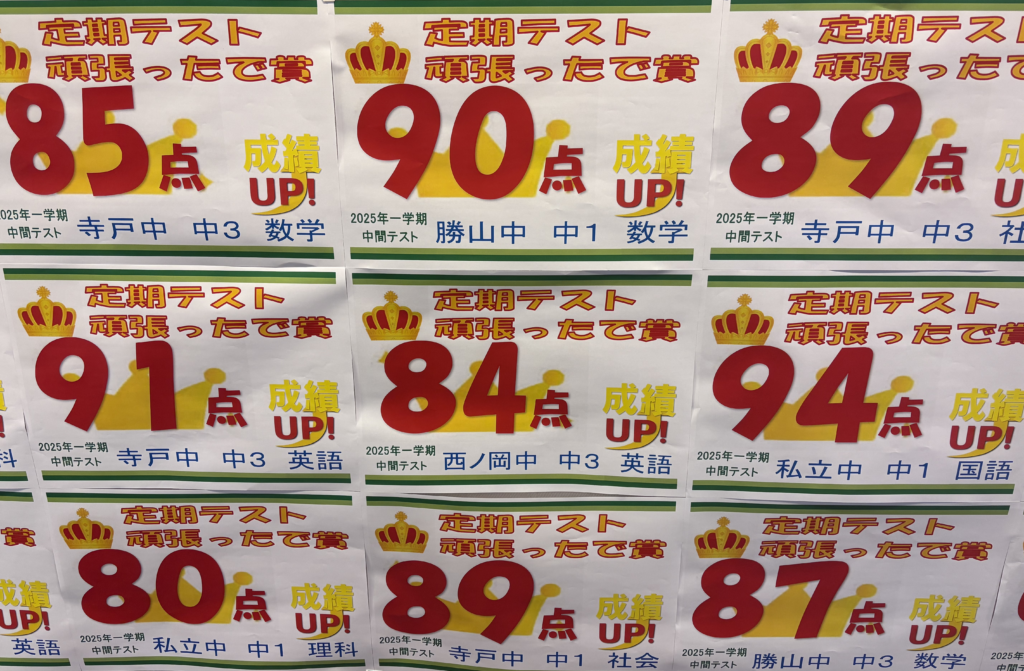 定期テスト
頑張ったで賞
85点
成績
UP!
2025年一学期
中間テスト
寺戸中 中3 数学
定期テスト
頑張ったで賞
90点
成績
UP!
2025年一学期
中間テスト
勝山中 中1 数学
定期テスト
頑張ったで
89点
成
U
2025年一学期
中間テスト
寺戸中 中3 社
定期テスト
頑張ったで賞
91点
成績
UP!
2025年一学期
中間テスト
寺戸中 中3 英語
定期テスト
頑張ったで賞
84点
成績
UP!
2025年一学期
中間テスト
西ノ岡中 中3 英語
定期テスト
頑張ったで賞
94点
成績
UP!
2025年一学期
中間テスト
私立中 中1 国語
賞
成績
UP!
英語
定期テスト
頑張ったで賞
80点
成績
UP!
2025年一学期
中間テスト
私立中 中1 理科
定期テスト
頑張ったで賞
89点
成績
UP!
2025年一学期
中間テスト
寺戸中 中1 社会
定期テスト
頑張ったで賞
87点
成績
UP!
2025年一学期
中間テスト
勝山中 中3 数学